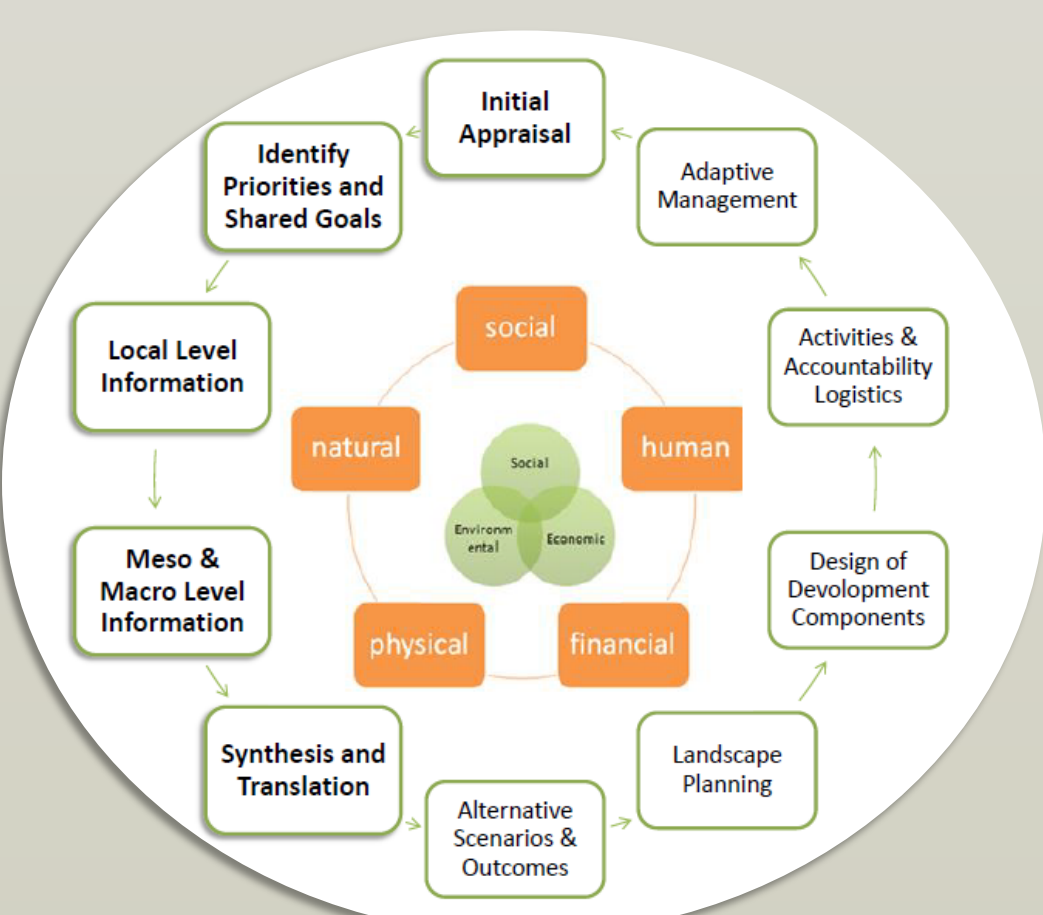 Initial
Appraisal
Identify
Priorities and
Shared Goals
Local Level
Information
Meso &
Macro Level
Information
Synthesis and
Translation
Alternative
Scenarios &
Outcomes
Landscape
Planning
Design of
Devolopment
Components
Activities &
Accountability
Logistics
Adaptive
Management
social
human
financial
physical
natural
Social
Environm
ental
Economic